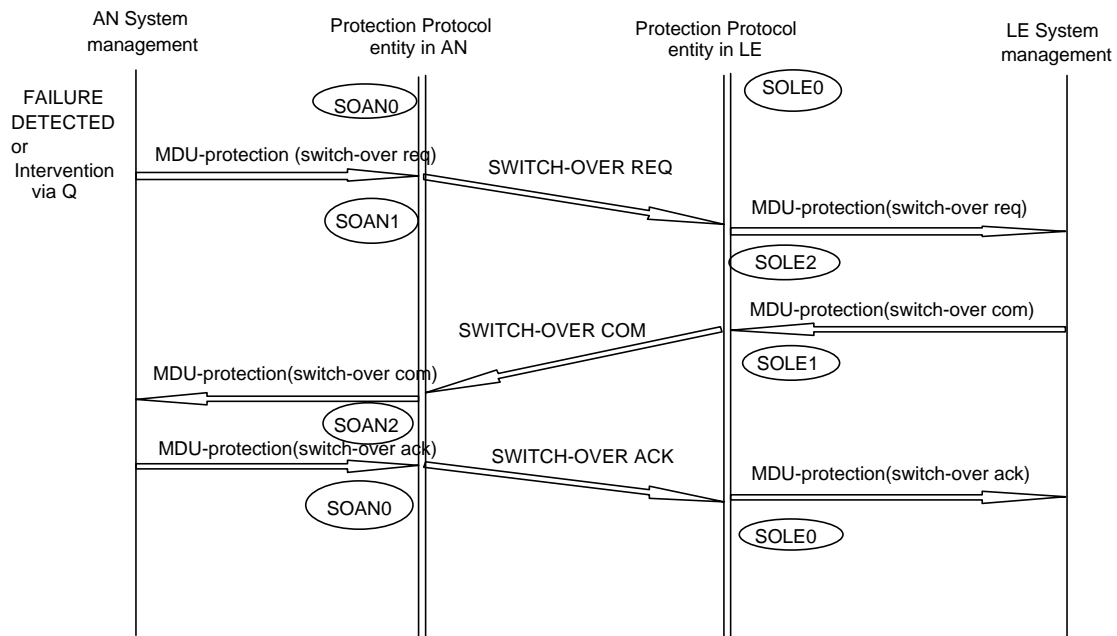 AN System
management
Protection Protocol
entity in AN
Protection Protocol
entity in LE
LE System
management
FAILURE
DETECTED
or
Intervention
via Q
SOAN0
SOLE0
MDU-protection (switch-over req)
SWITCH-OVER REQ
SOAN1
MDU-protection(switch-over req)
SOLE2
MDU-protection(switch-over com)
SWITCH-OVER COM
SOLE1
MDU-protection(switch-over com)
SOAN2
MDU-protection(switch-over ack)
SWITCH-OVER ACK
MDU-protection(switch-over ack)
SOAN0
SOLE0